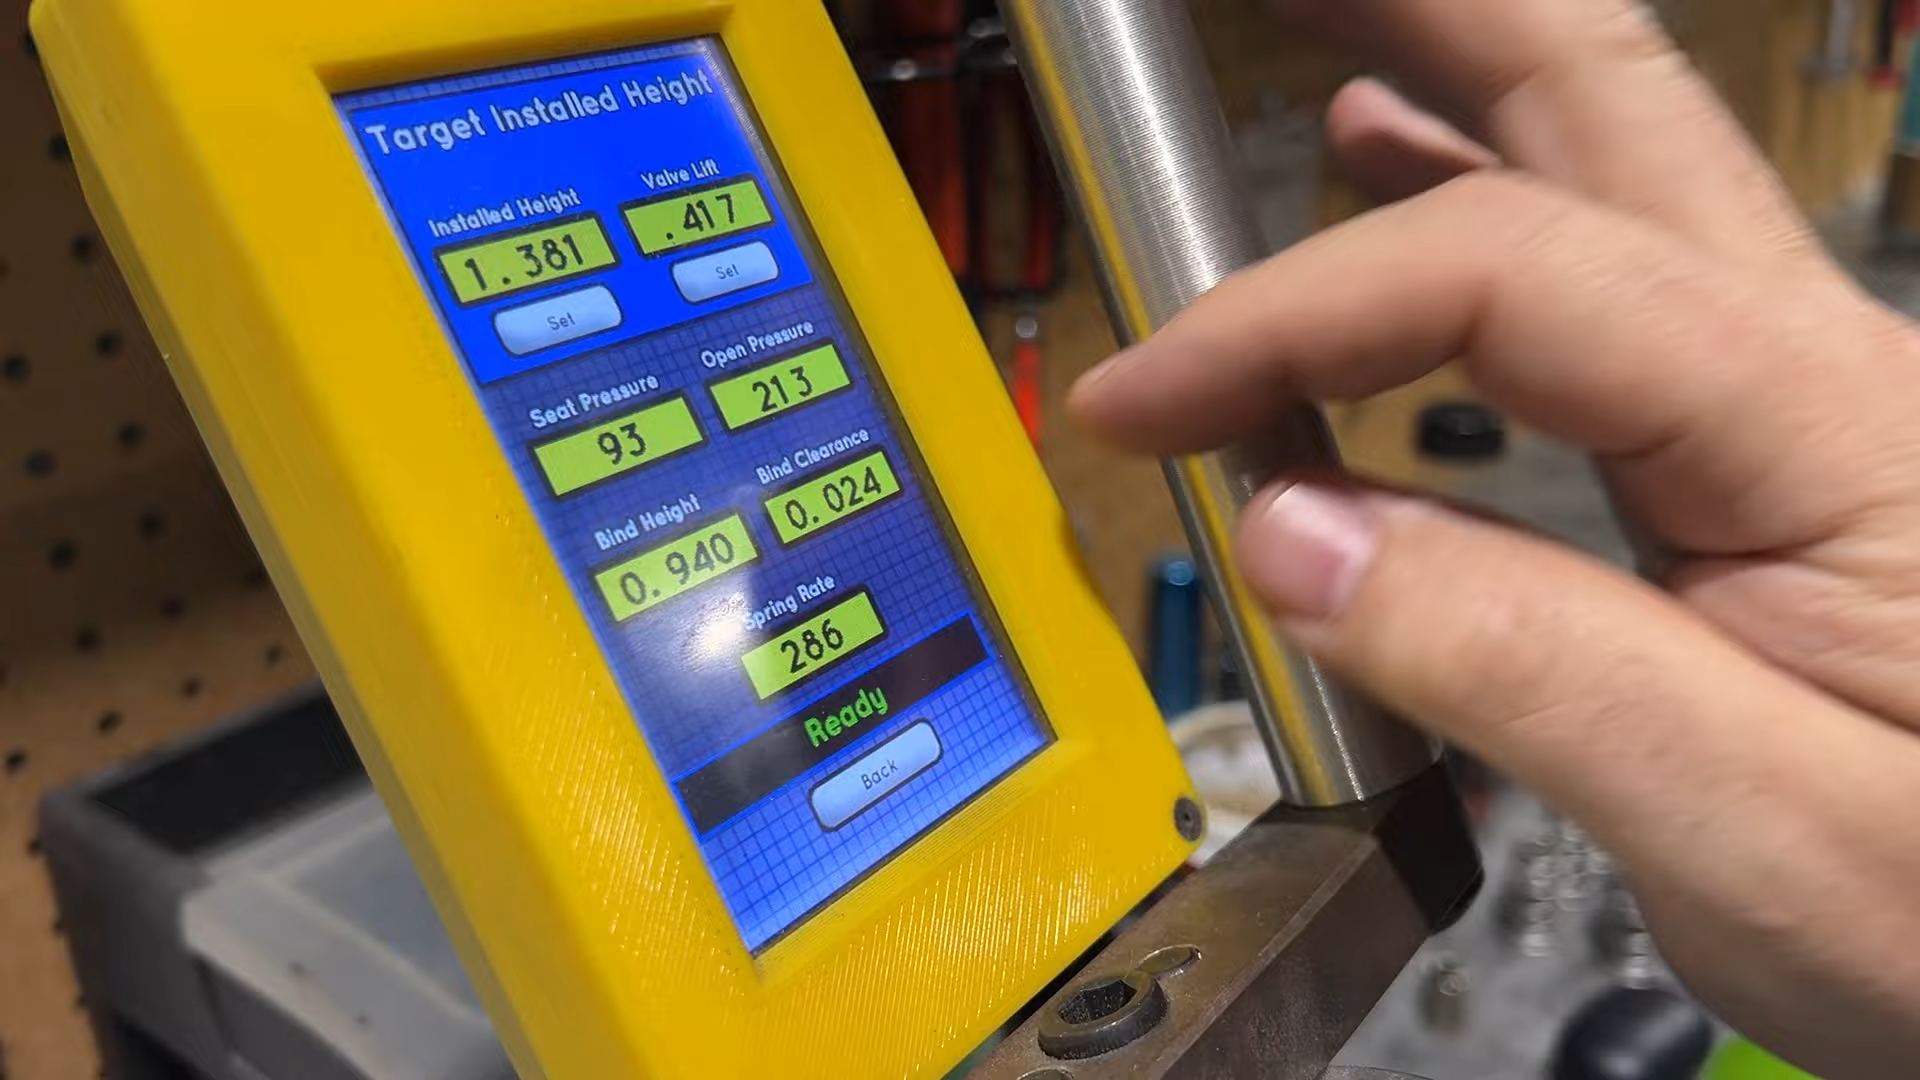 Target Installed Height
Installed Height
Valve Lift
1.381
.417
Set
Set
Seat Pressure
Open Pressure
93
213
Bind Height
Bind Clearance
0.940
0.024
Spring Rate
286
Ready
Back